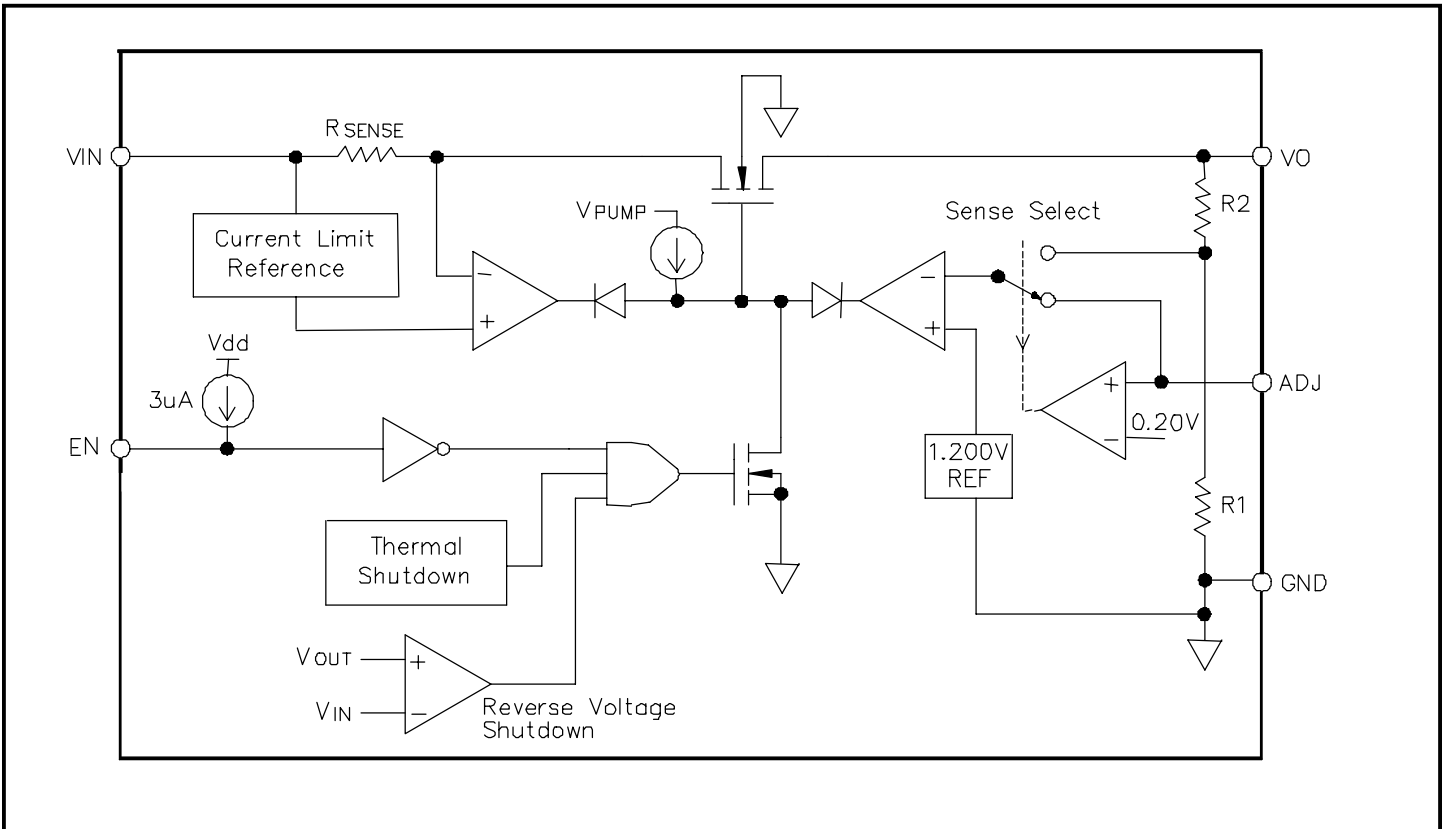 RSENSE
VIN
VO
R2
VPUMP
Sense Select
Current Limit
Reference
−
+
−
+
Vdd
3uA
ADJ
+
0.20V
−
EN
1.200V
REF
R1
Thermal
Shutdown
GND
VOUT
+
VIN
−
Reverse Voltage
Shutdown